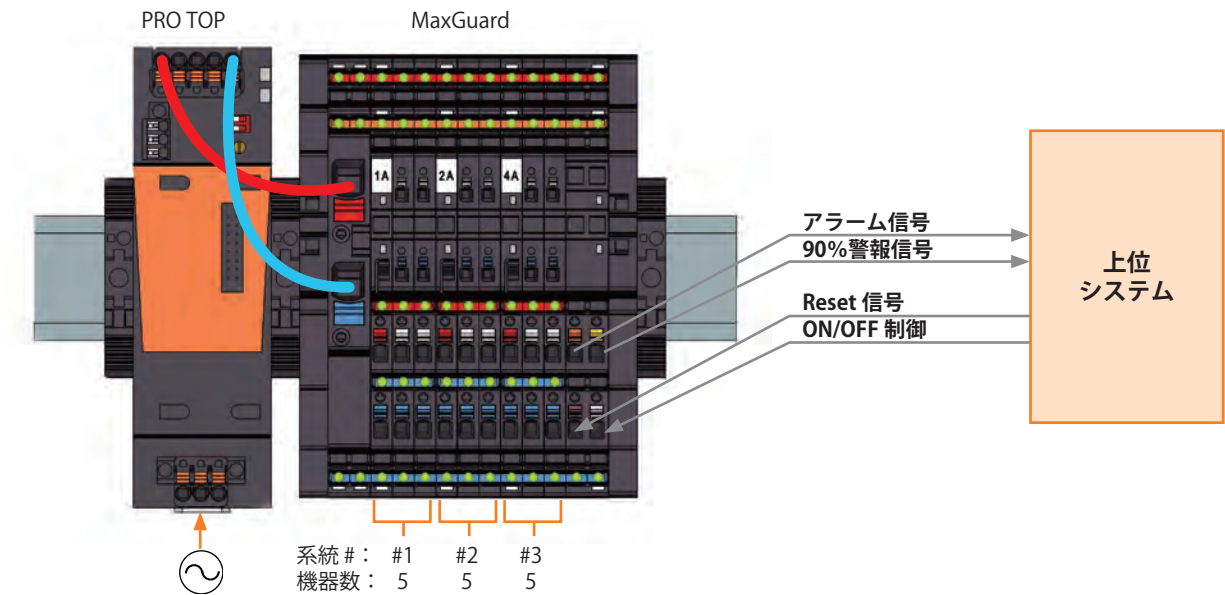 PRO TOP
MaxGuard
1A
2A
4A
アラーム信号
90%警報信号
Reset 信号
ON/OFF 制御
上位
システム
系統 #： #1 #2 #3
機器数： 5 5 5